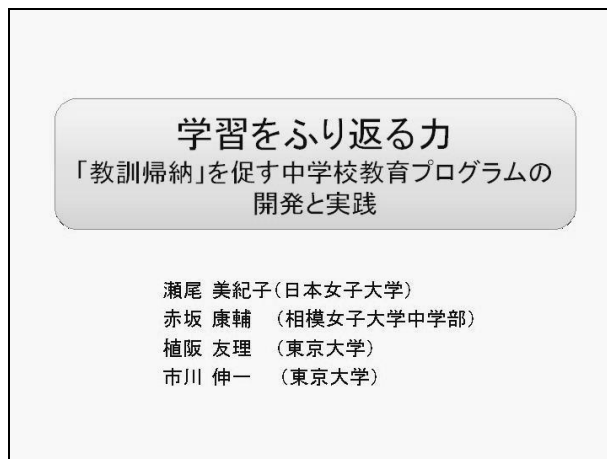 学習をふり返る力
「教訓帰納」を促す中学校教育プログラムの
開発と実践
瀬尾 美紀子(日本女子大学)
赤坂 康輔 (相模女子大学中学部)
植阪 友理 (東京大学)
市川 伸一 (東京大学)